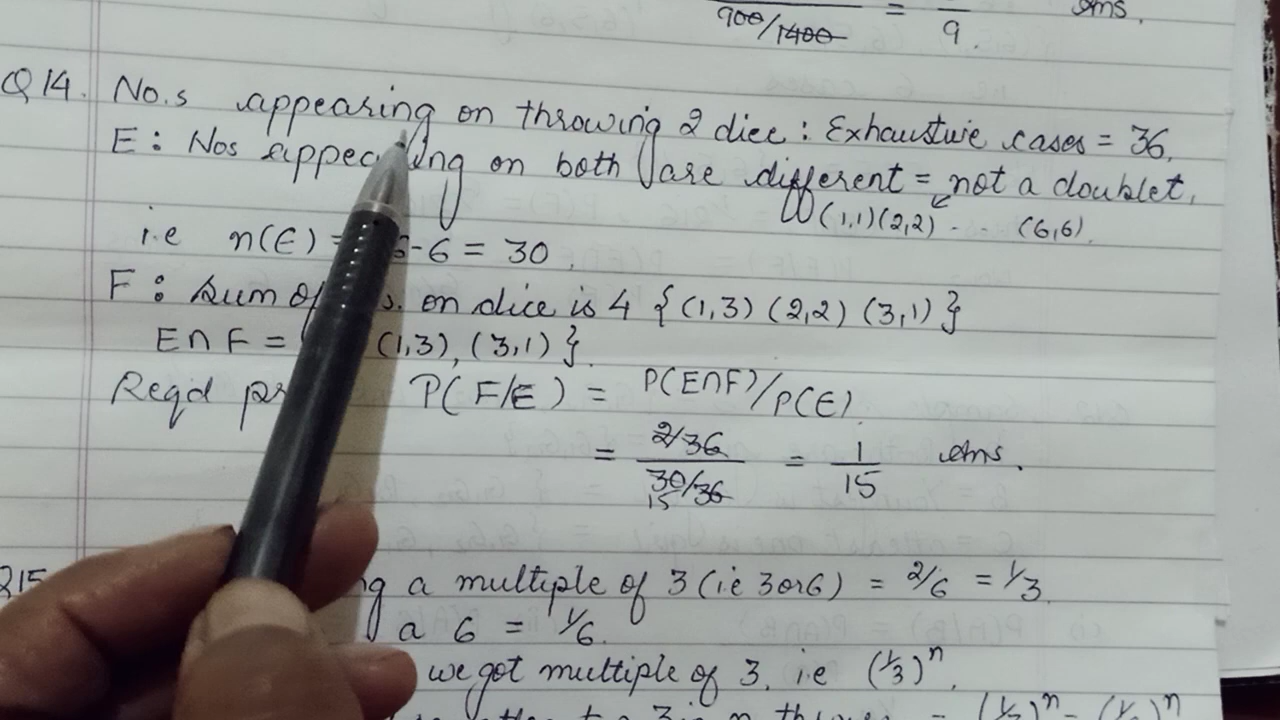 900/1400 = /9 Ans.
Q14. No.s appearing on throwing 2 dice : Exhaustive cases = 36.
E : Nos appearing on both are different = not a doublet.
(1,1)(2,2) - - (6,6).
i.e n(E) = 6-6 = 30.
F : Sum of s. on dice is 4 {(1,3) (2,2) (3,1)}
E∩F = (1,3), (3,1)}.
Reqd P(F/E) = P(E∩F)/P(E).
= 2/36 / 30/36 15 = 1/15 Ans.
a multiple of 3 (ie 3 or 6) = 2/6 = 1/3.
a 6 = 1/6.
we got multiple of 3. i.e (1/3)^n.
3 in n